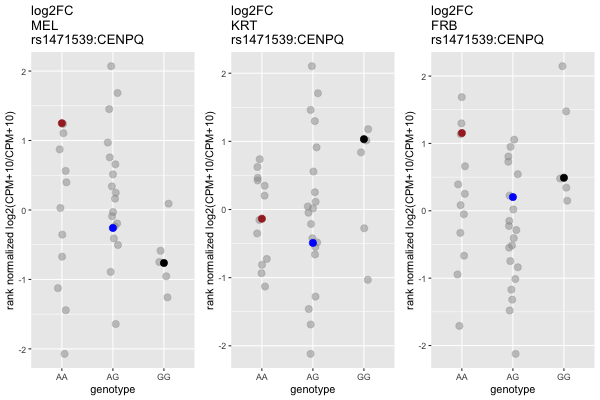 log2FC
MEL
rs1471539:CENPQ
rank normalized log2(CPM+10/CPM+10)
2
1
0
-1
-2
AA
AG
GG
genotype
log2FC
KRT
rs1471539:CENPQ
rank normalized log2(CPM+10/CPM+10)
2
1
0
-1
-2
AA
AG
GG
genotype
log2FC
FRB
rs1471539:CENPQ
rank normalized log2(CPM+10/CPM+10)
2
1
0
-1
-2
AA
AG
GG
genotype